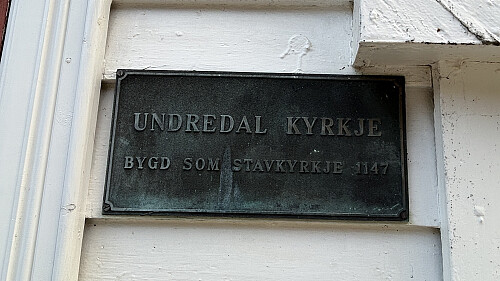 UNDREDAL KYRKJE
BYGD SOM STAVKYRKJE 1147